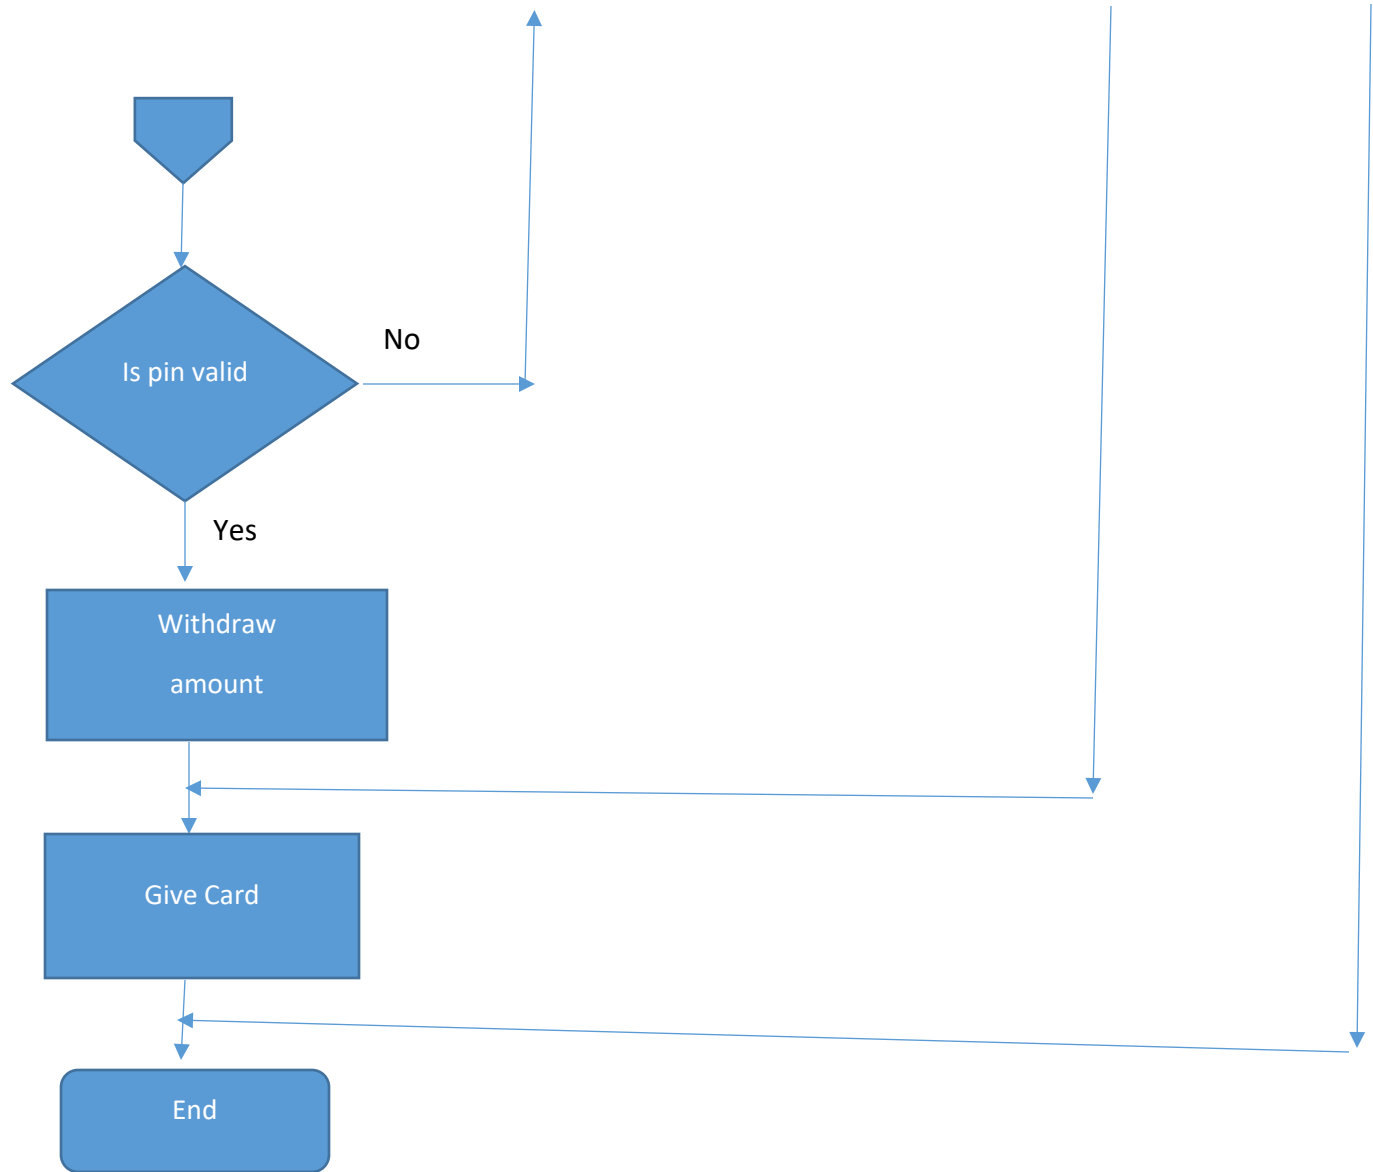 Is pin valid
No
Yes
Withdraw
amount
Give Card
End